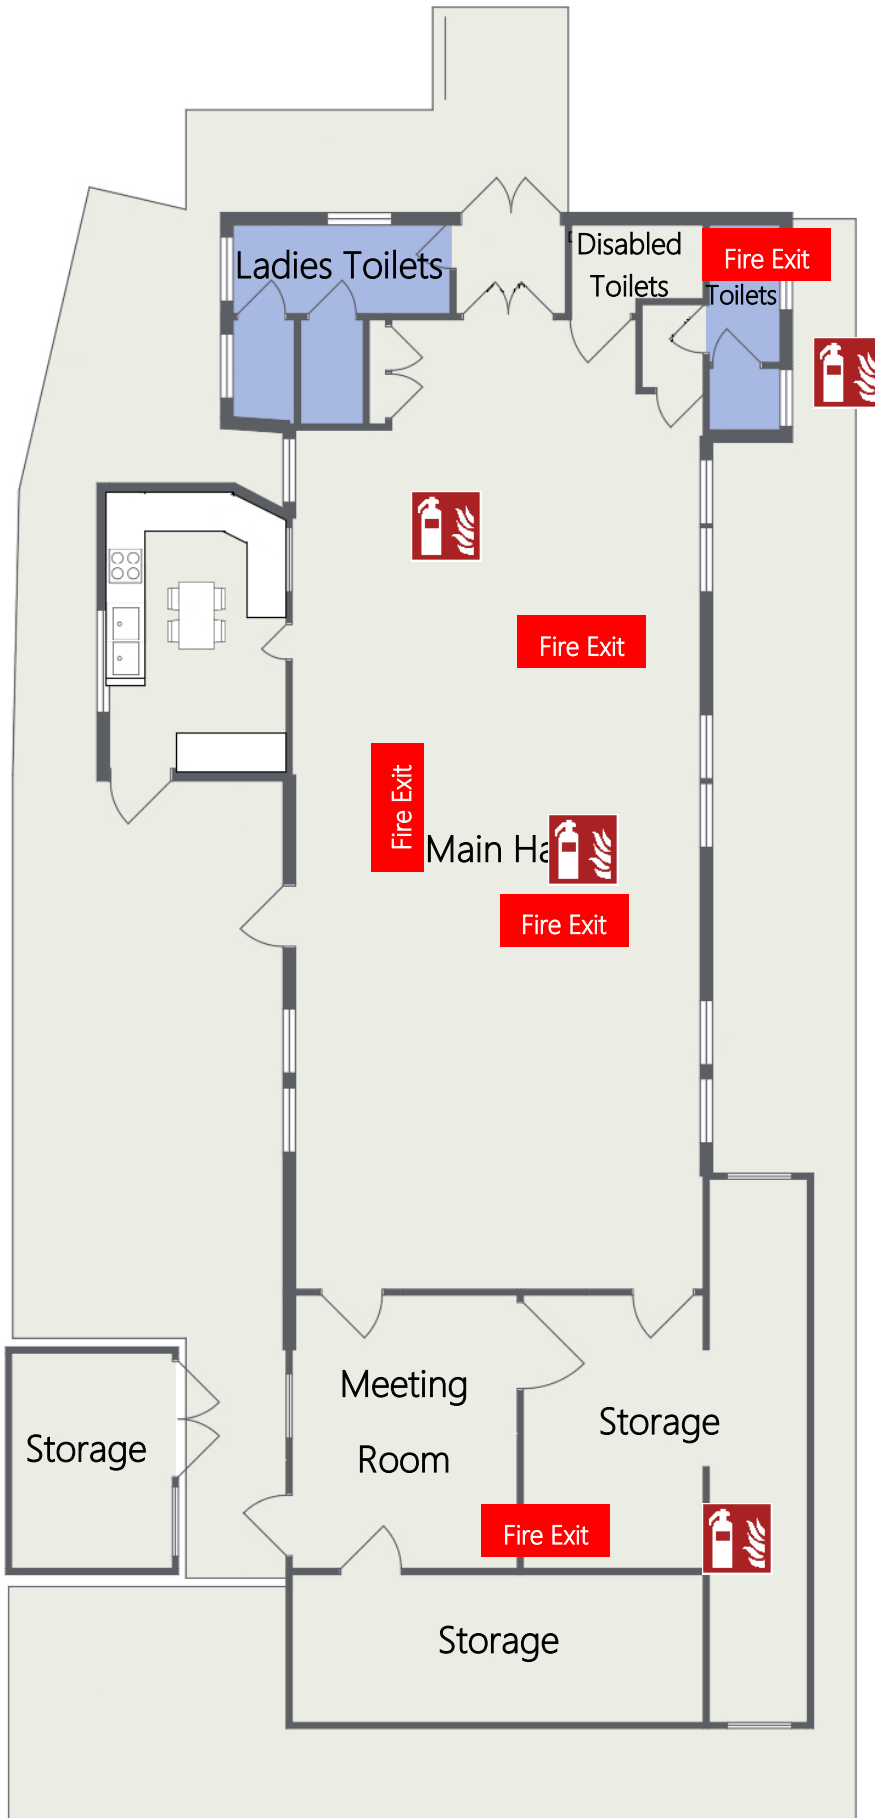 Ladies Toilets
Disabled
Toilets
Fire Exit
Toilets
Fire Exit
Fire Exit
Main Ha
Fire Exit
Meeting
Room
Storage
Storage
Fire Exit
Storage